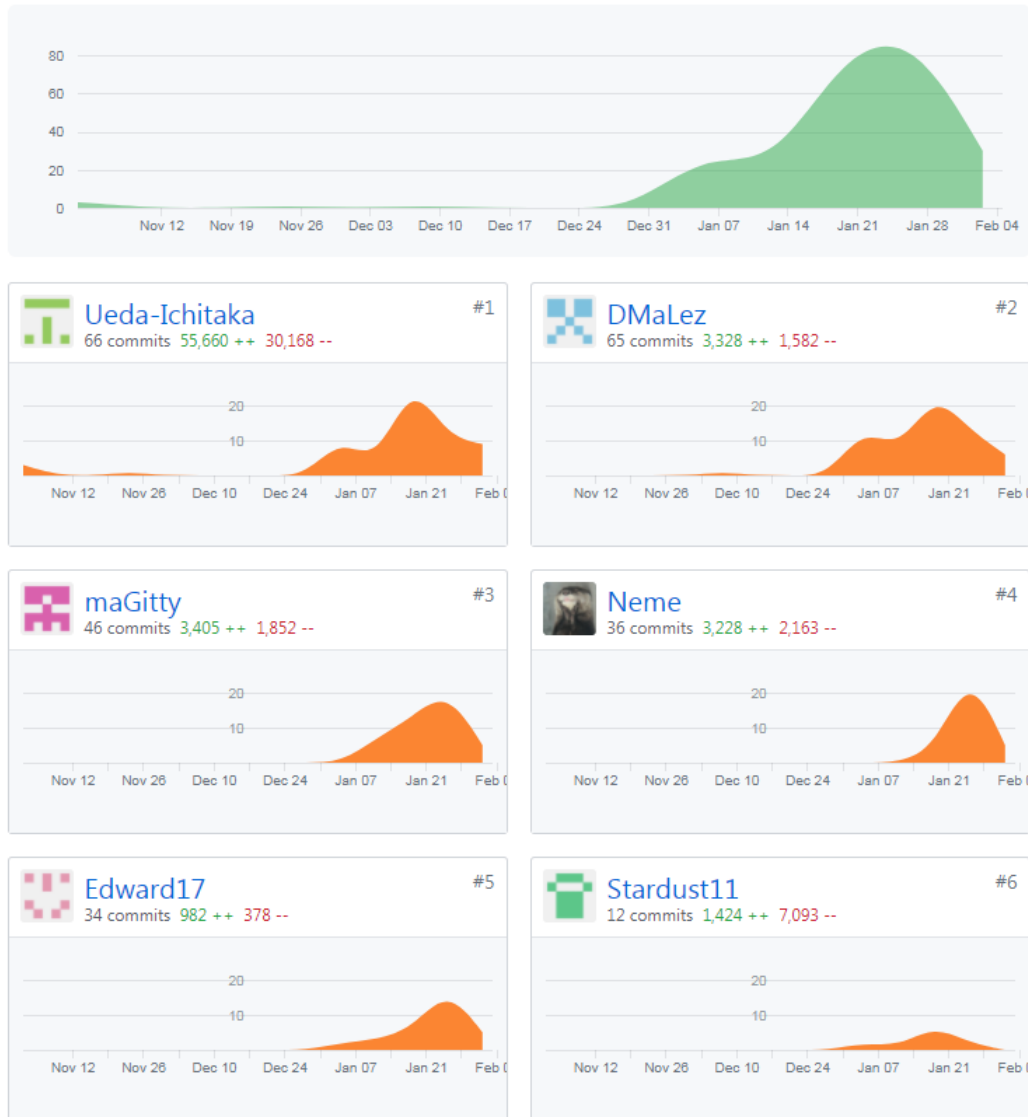 80
60
40
20
0
Nov 12 Nov 19 Nov 26 Dec 03 Dec 10 Dec 17 Dec 24 Dec 31 Jan 07 Jan 14 Jan 21 Jan 28 Feb 04
Ueda-Ichitaka #1
66 commits 55,660 ++ 30,168 --
20
10
Nov 12 Nov 26 Dec 10 Dec 24 Jan 07 Jan 21 Feb
DMaLez #2
65 commits 3,328 ++ 1,582 --
20
10
Nov 12 Nov 26 Dec 10 Dec 24 Jan 07 Jan 21 Feb
maGitty #3
46 commits 3,405 ++ 1,852 --
20
10
Nov 12 Nov 26 Dec 10 Dec 24 Jan 07 Jan 21 Feb
Neme #4
36 commits 3,228 ++ 2,163 --
20
10
Nov 12 Nov 26 Dec 10 Dec 24 Jan 07 Jan 21 Feb
Edward17 #5
34 commits 982 ++ 378 --
20
10
Nov 12 Nov 26 Dec 10 Dec 24 Jan 07 Jan 21 Feb
Stardust11 #6
12 commits 1,424 ++ 7,093 --
20
10
Nov 12 Nov 26 Dec 10 Dec 24 Jan 07 Jan 21 Feb